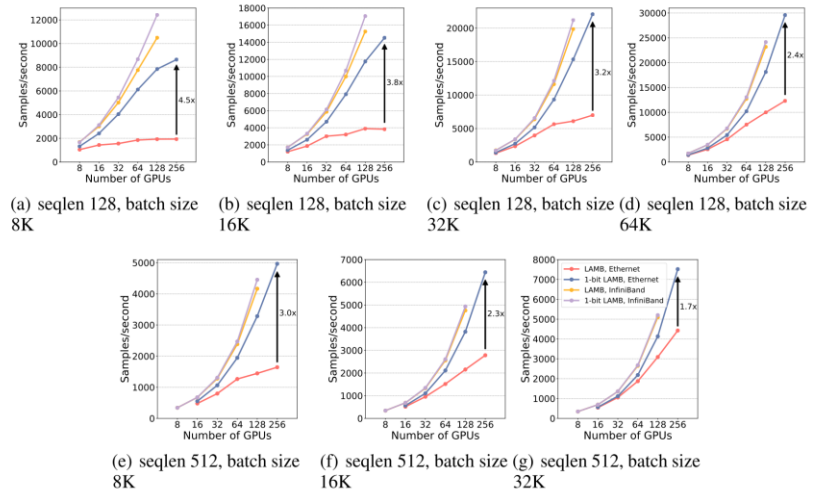 12000
10000
8000
6000
4000
2000
0
Samples/second
4.5x
8 16 32 64 128 256
Number of GPUs
(a) seqlen 128, batch size
8K
18000
16000
14000
12000
10000
8000
6000
4000
2000
0
Samples/second
3.8x
8 16 32 64 128 256
Number of GPUs
(b) seqlen 128, batch size
16K
20000
15000
10000
5000
0
Samples/second
3.2x
8 16 32 64 128 256
Number of GPUs
(c) seqlen 128, batch size
32K
30000
25000
20000
15000
10000
5000
0
Samples/second
2.4x
8 16 32 64 128 256
Number of GPUs
(d) seqlen 128, batch size
64K
5000
4000
3000
2000
1000
0
Samples/second
3.0x
8 16 32 64 128 256
Number of GPUs
(e) seqlen 512, batch size
8K
7000
6000
5000
4000
3000
2000
1000
0
Samples/second
2.3x
8 16 32 64 128 256
Number of GPUs
(f) seqlen 512, batch size
16K
8000
7000
6000
5000
4000
3000
2000
1000
0
Samples/second
LAMB, Ethernet
1-bit LAMB, Ethernet
LAMB, InfiniBand
1-bit LAMB, InfiniBand
1.7x
8 16 32 64 128 256
Number of GPUs
(g) seqlen 512, batch size
32K